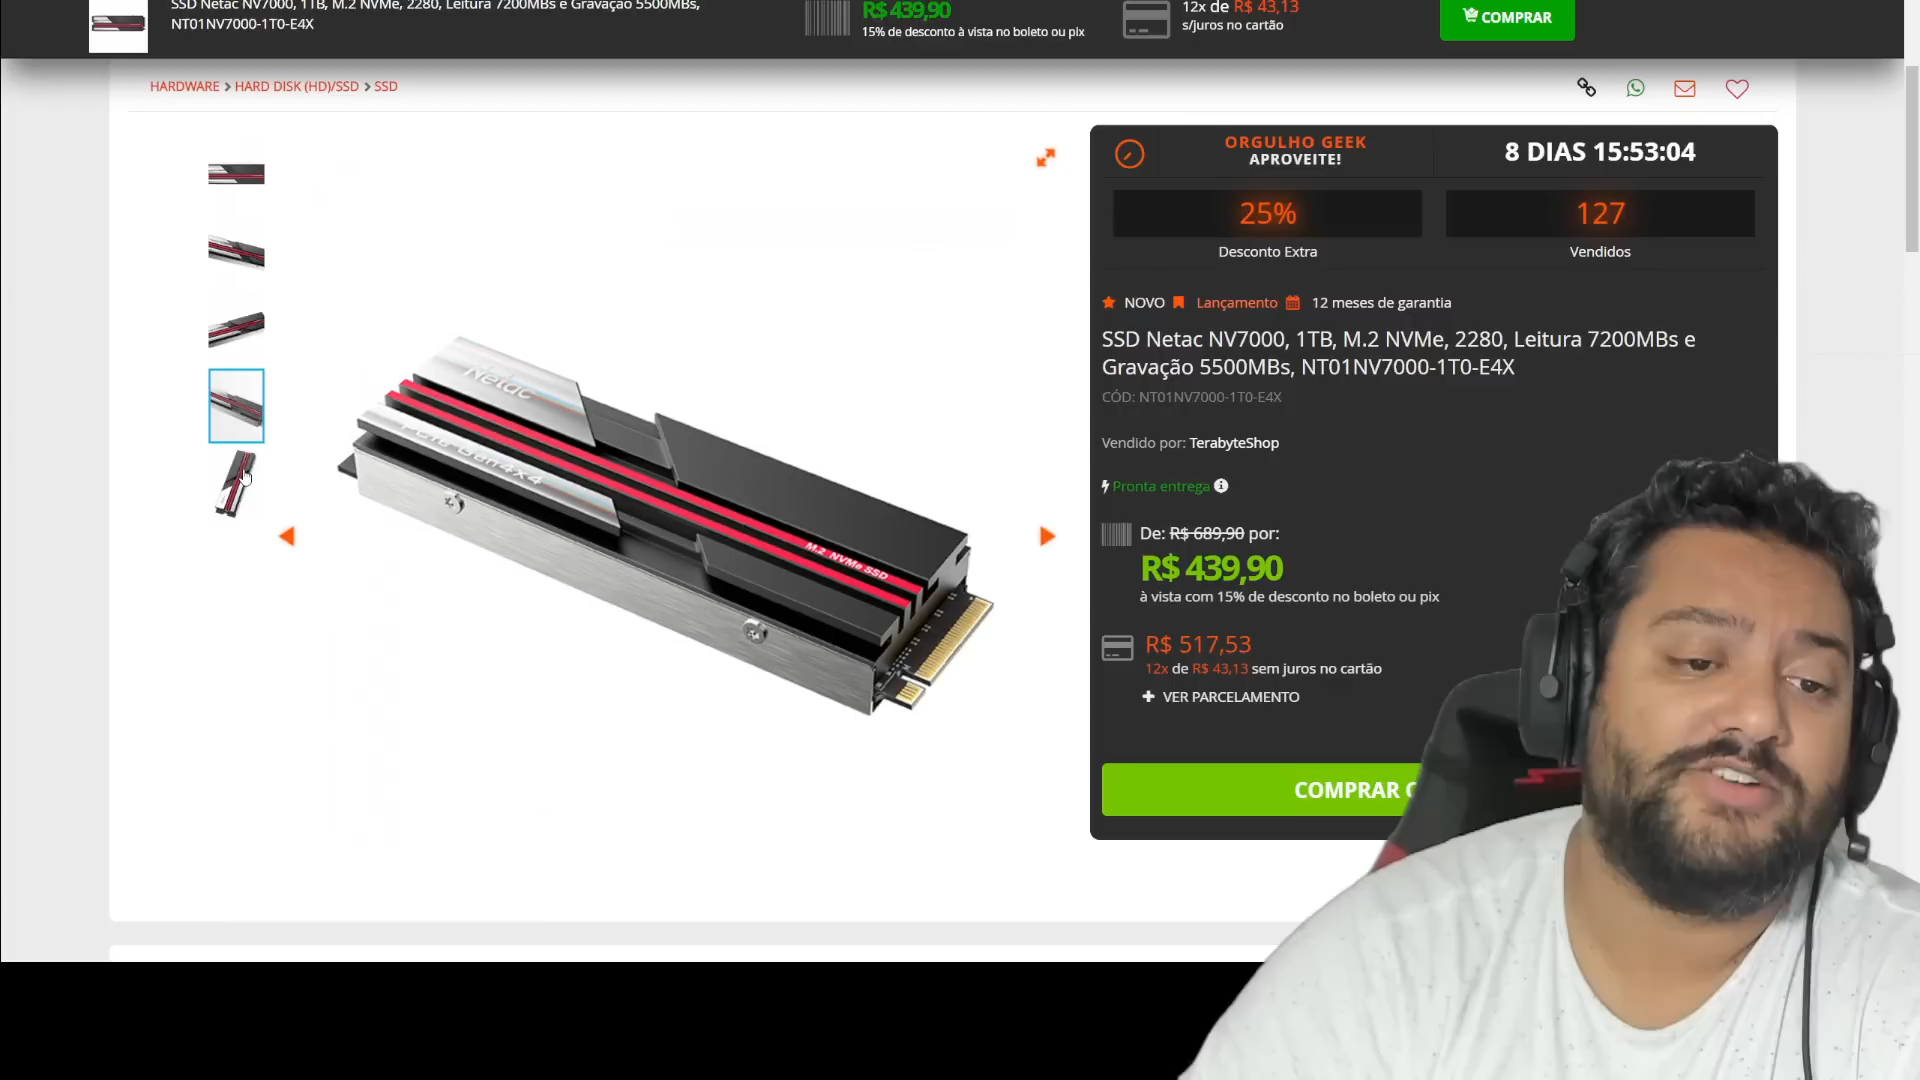 SSD Netac NV7000, 1TB, M.2 NVMe, 2280, Leitura 7200MBs e Gravação 5500MBs,
NT01NV7000-1T0-E4X
R$ 439,90
15% de desconto à vista no boleto ou pix
12x de R$ 43,13
s/juros no cartão
COMPRAR
HARDWARE > HARD DISK (HD)/SSD > SSD
ORGULHO GEEK
APROVEITE!
8 DIAS 15:53:04
25%
Desconto Extra
127
Vendidos
NOVO Lançamento 12 meses de garantia
SSD Netac NV7000, 1TB, M.2 NVMe, 2280, Leitura 7200MBs e
Gravação 5500MBs, NT01NV7000-1T0-E4X
CÓD: NT01NV7000-1T0-E4X
Vendido por: TerabyteShop
Pronta entrega
De: R$ 689,90 por:
R$ 439,90
à vista com 15% de desconto no boleto ou pix
R$ 517,53
12x de R$ 43,13 sem juros no cartão
+ VER PARCELAMENTO
COMPRAR
Netac
PCIe Gen4x4
M.2 NVMe SSD